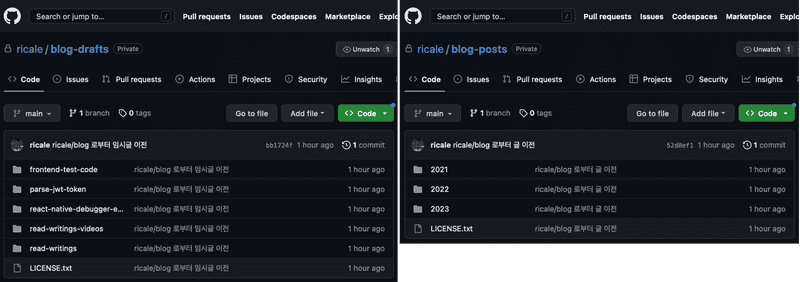 Search or jump to... /
Pull requests Issues Codespaces Marketplace Explo
ricale / blog-drafts Private
Unwatch 1
Code Issues Pull requests Actions Projects Security Insights
main 1 branch 0 tags Go to file Add file Code
ricale ricale/blog 로부터 임시글 이전 bb1724f 1 hour ago 1 commit
frontend-test-code ricale/blog 로부터 임시글 이전 1 hour ago
parse-jwt-token ricale/blog 로부터 임시글 이전 1 hour ago
react-native-debugger-e... ricale/blog 로부터 임시글 이전 1 hour ago
read-writings-videos ricale/blog 로부터 임시글 이전 1 hour ago
read-writings ricale/blog 로부터 임시글 이전 1 hour ago
LICENSE.txt ricale/blog 로부터 임시글 이전 1 hour ago
Search or jump to... /
Pull requests Issues Codespaces Marketplace Explo
ricale / blog-posts Private
Unwatch 1
Code Issues Pull requests Actions Projects Security Insights
main 1 branch 0 tags Go to file Add file Code
ricale ricale/blog 로부터 글 이전 52d8ef1 1 hour ago 1 commit
2021 ricale/blog 로부터 글 이전 1 hour ago
2022 ricale/blog 로부터 글 이전 1 hour ago
2023 ricale/blog 로부터 글 이전 1 hour ago
LICENSE.txt ricale/blog 로부터 글 이전 1 hour ago